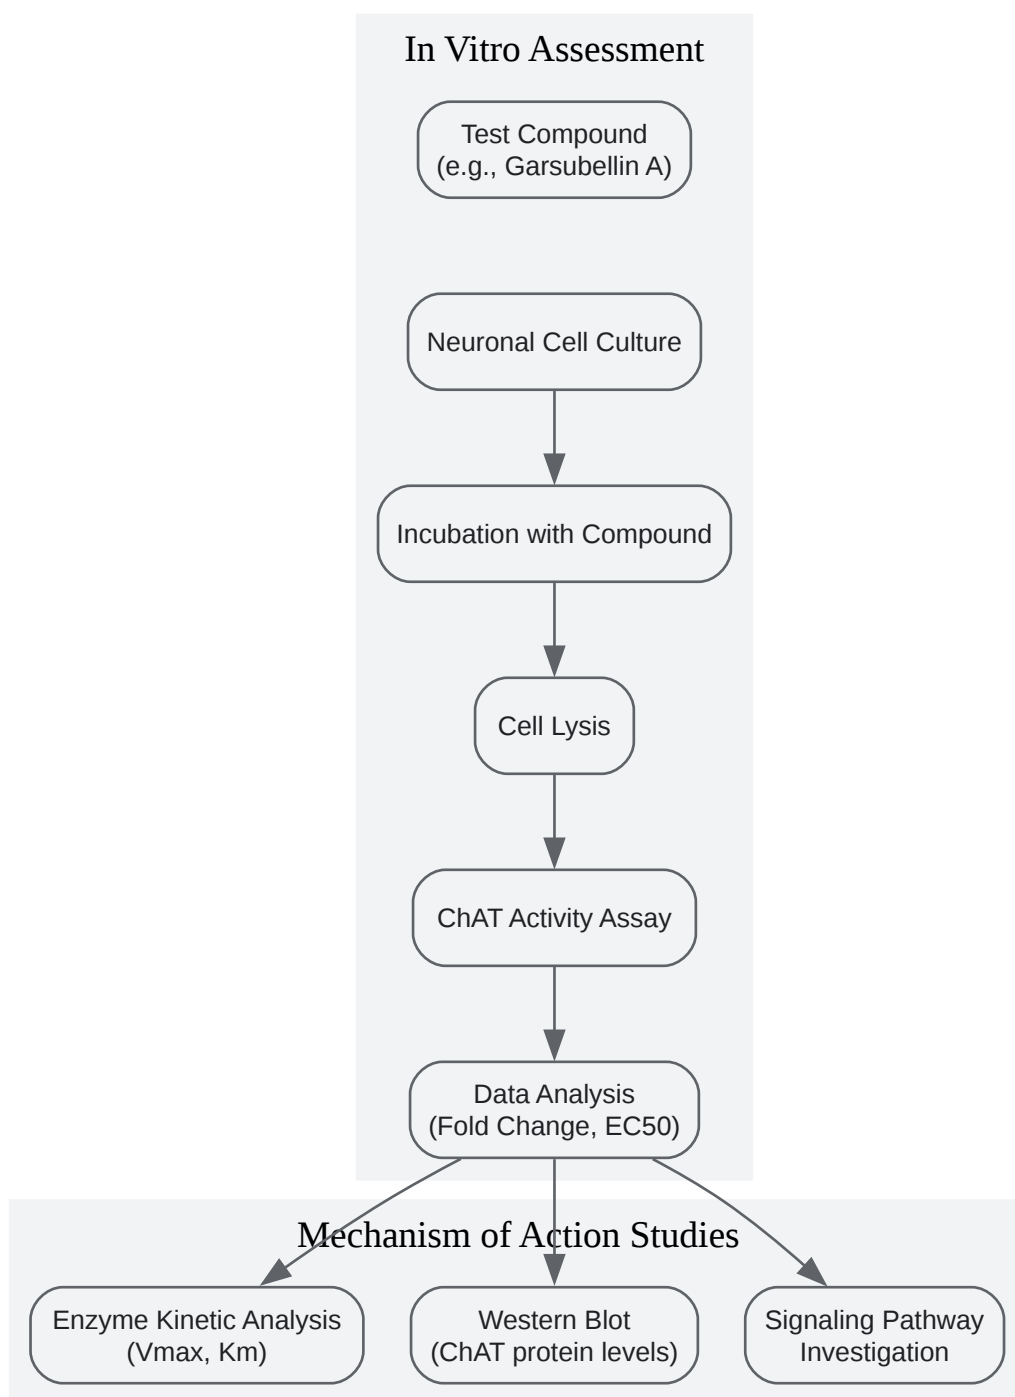 In Vitro Assessment
Test Compound
(e.g., Garsubellin A)
Neuronal Cell Culture
Incubation with Compound
Cell Lysis
ChAT Activity Assay
Data Analysis
(Fold Change, EC50)
Mechanism of Action Studies
Enzyme Kinetic Analysis
(Vmax, Km)
Western Blot
(ChAT protein levels)
Signaling Pathway
Investigation